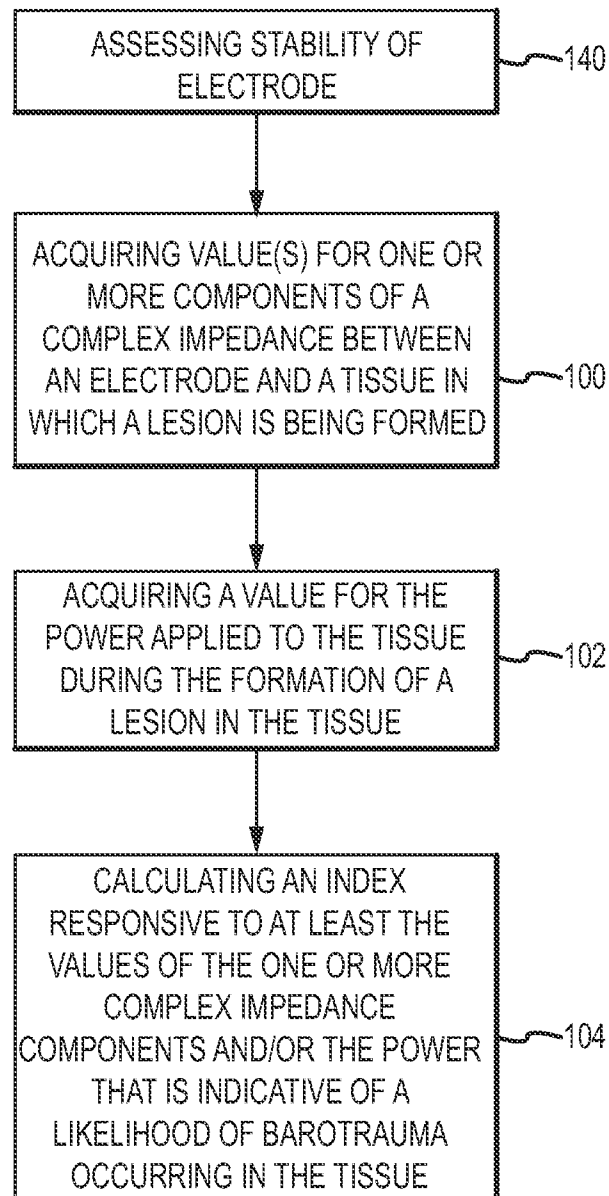 ASSESSING STABILITY OF
ELECTRODE
140
ACQUIRING VALUE(S) FOR ONE OR
MORE COMPONENTS OF A
COMPLEX IMPEDANCE BETWEEN
AN ELECTRODE AND A TISSUE IN
WHICH A LESION IS BEING FORMED
100
ACQUIRING A VALUE FOR THE
POWER APPLIED TO THE TISSUE
DURING THE FORMATION OF A
LESION IN THE TISSUE
102
CALCULATING AN INDEX
RESPONSIVE TO AT LEAST THE
VALUES OF THE ONE OR MORE
COMPLEX IMPEDANCE
COMPONENTS AND/OR THE POWER
THAT IS INDICATIVE OF A
LIKELIHOOD OF BAROTRAUMA
OCCURRING IN THE TISSUE
104